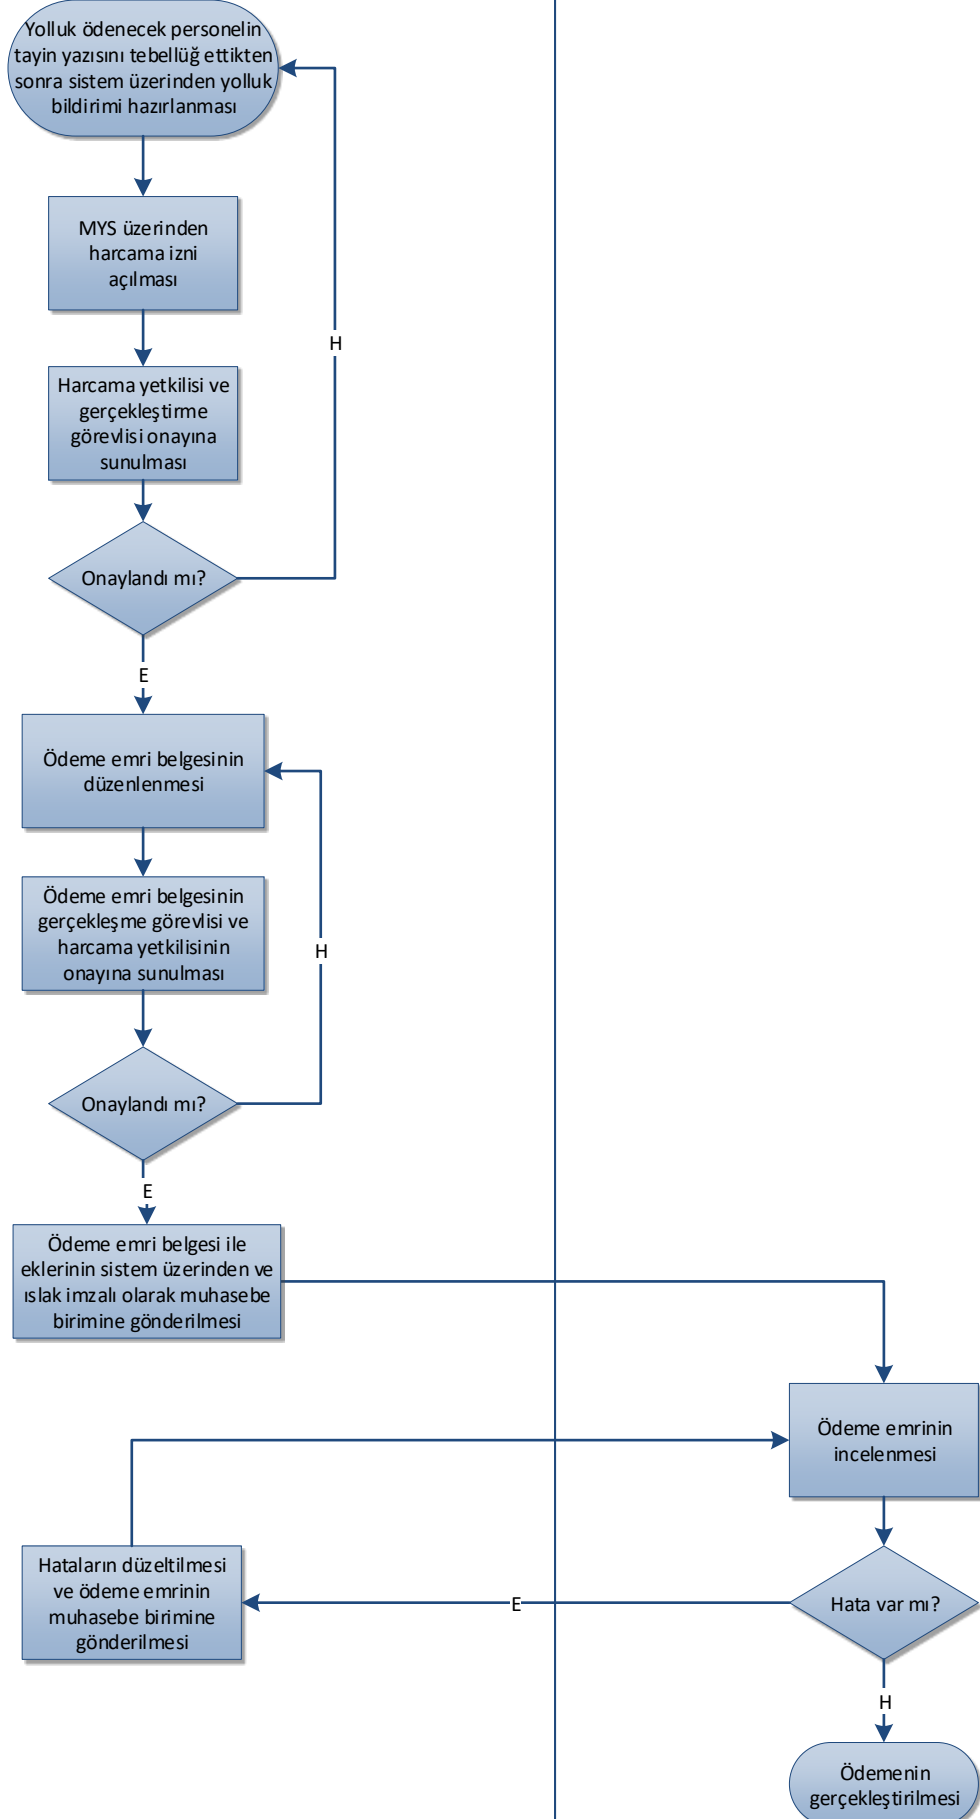 Yolluk ödenecek personelin
tayin yazısını tebellüğ ettikten
sonra sistem üzerinden yolluk
bildirimi hazırlanması
MYS üzerinden
harcama izni
açılması
H
Harcama yetkilisi ve
gerçekleştirme
görevlisi onayına
sunulması
Onaylandı mı?
E
Ödeme emri belgesinin
düzenlenmesi
Ödeme emri belgesinin
gerçekleşme görevlisi ve
harcama yetkilisinin
onayına sunulması
H
Onaylandı mı?
E
Ödeme emri belgesi ile
eklerinin sistem üzerinden ve
ıslak imzalı olarak muhasebe
birimine gönderilmesi
Ödeme emrinin
incelenmesi
Hataların düzeltilmesi
ve ödeme emrinin
muhasebe birimine
gönderilmesi
E
Hata var mı?
H
Ödemenin
gerçekleştirilmesi